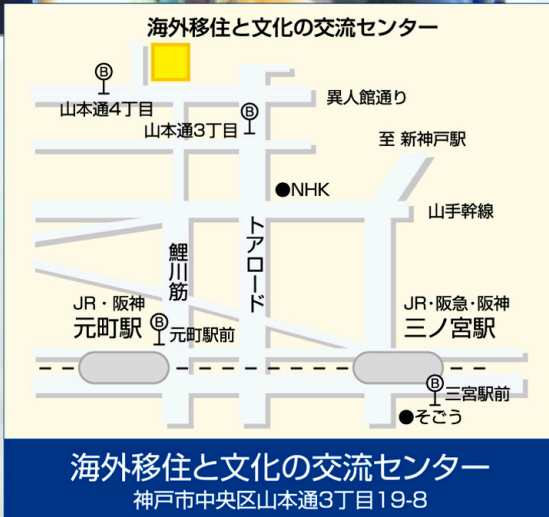 海外移住と文化の交流センター
B
山本通4丁目
B
山本通3丁目
異人館通り
至 新神戸駅
●NHK
山手幹線
トアロード
鯉川筋
JR・阪神
元町駅
B
元町駅前
JR・阪急・阪神
三ノ宮駅
B
三宮駅前
●そごう
海外移住と文化の交流センター
神戸市中央区山本通3丁目19-8